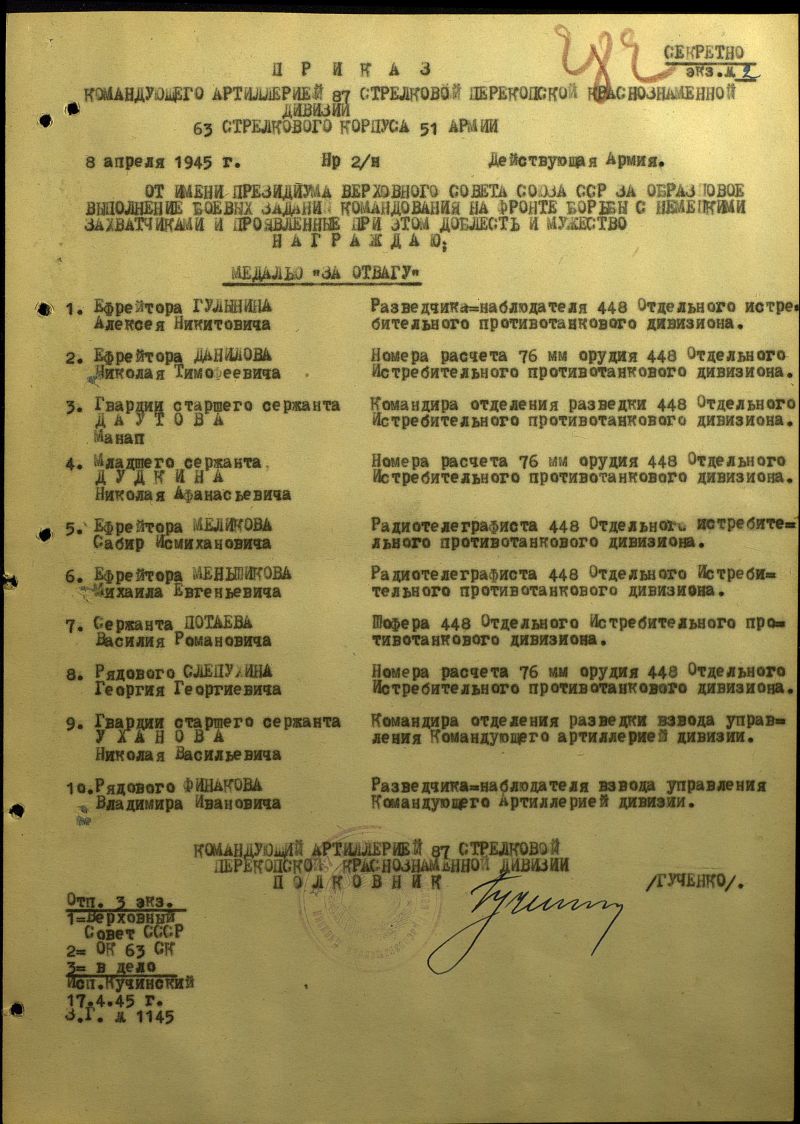 СЕКРЕТНО
экз.№ 2
П Р И К А З
КОМАНДУЮЩЕГО АРТИЛЛЕРИЕЙ 87 СТРЕЛКОВОЙ ПЕРЕКОПСКОЙ КРАСНОЗНАМЕННОЙ
ДИВИЗИИ
63 СТРЕЛКОВОГО КОРПУСА 51 АРМИИ
8 апреля 1945 г. Нр 2/н Действующая Армия.
ОТ ИМЕНИ ПРЕЗИДИУМА ВЕРХОВНОГО СОВЕТА СОЮЗА ССР ЗА ОБРАЗЦОВОЕ
ВЫПОЛНЕНИЕ БОЕВЫХ ЗАДАНИЙ КОМАНДОВАНИЯ НА ФРОНТЕ БОРЬБЫ С НЕМЕЦКИМИ
ЗАХВАТЧИКАМИ И ПРОЯВЛЕННЫЕ ПРИ ЭТОМ ДОБЛЕСТЬ И МУЖЕСТВО
Н А Г Р А Ж Д А Ю:
МЕДАЛЬЮ "ЗА ОТВАГУ"
1. Ефрейтора Разведчика=наблюдателя 448 Отдельного истре=
Алексея Никитовича бительного противотанкового дивизиона.
2. Ефрейтора ДАНИЛОВА Номера расчета 76 мм орудия 448 Отдельного
Николая Тимофеевича Истребительного противотанкового дивизиона.
3. Гвардии старшего сержанта Командира отделения разведки 448 Отдельного
Д А У Т О В А Истребительного противотанкового дивизиона.
Манап
4. Младшего сержанта Номера расчета 76 мм орудия 448 Отдельного
Д У Д К И Н А Истребительного противотанкового дивизиона.
Николая Афанасьевича
5. Ефрейтора МЕЛИКОВА Радиотелеграфиста 448 Отдельного истребите=
Сабир Исмихановича льного противотанкового дивизиона.
6. Ефрейтора МЕНЬШИКОВА Радиотелеграфиста 448 Отдельного Истреби=
Михаила Евгеньевича тельного противотанкового дивизиона.
7. Сержанта ПОТАЕВА Шофера 448 Отдельного Истребительного про=
Василия Романовича тивотанкового дивизиона.
8. Рядового Номера расчета 76 мм орудия 448 Отдельного
Георгия Георгиевича Истребительного противотанкового дивизиона.
9. Гвардии старшего сержанта Командира отделения разведки взвода управ=
У Х А Н О В А ления Командующего артиллерией дивизии.
Николая Васильевича
10. Рядового ФИНАКОВА Разведчика=наблюдателя взвода управления
Владимира Ивановича Командующего Артиллерией дивизии.
КОМАНДУЮЩИЙ АРТИЛЛЕРИЕЙ 87 СТРЕЛКОВОЙ
ПЕРЕКОПСКОЙ КРАСНОЗНАМЕННОЙ ДИВИЗИИ
П О Л К О В Н И К /ГУЧЕНКО/.
Отп. 3 экз.
1=Верховный
Совет СССР
2= ОК 63 СК
3= в дело
Исп.Кучинский
17.4.45 г.
З.Г. № 1145